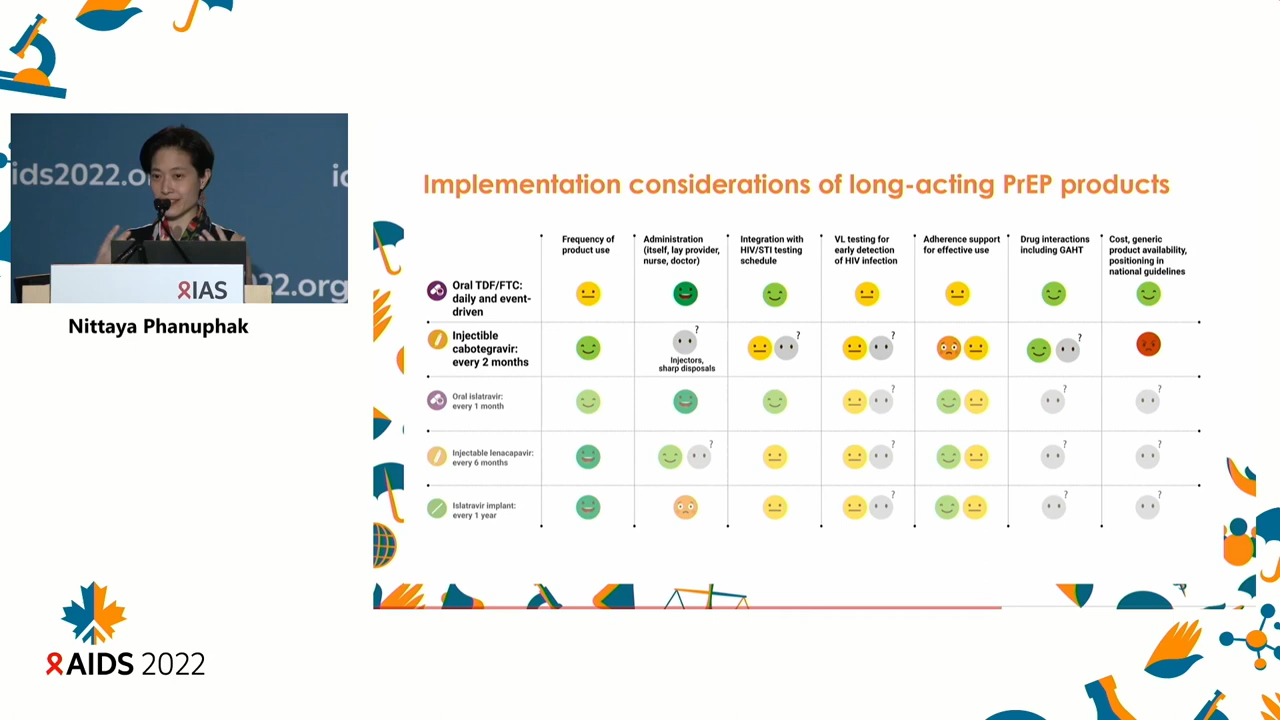 ids2022.o
ic
22.org
IAS
Nittaya Phanuphak
AIDS 2022
Implementation considerations of long-acting PrEP products
Frequency of
product use
Administration
(itself, lay provider,
nurse, doctor)
Integration with
HIV/STI testing
schedule
VL testing for
early detection
of HIV infection
Adherence support
for effective use
Drug interactions
including GAHT
Cost, generic
product availability,
positioning in
national guidelines
Oral TDF/FTC:
daily and event-
driven
Injectible
cabotegravir:
every 2 months
?
Injectors,
sharp disposals
?
?
?
Oral islatravir:
every 1 month
?
?
?
Injectable lenacapavir:
every 6 months
?
?
?
?
Islatravir implant:
every 1 year
?
?
?